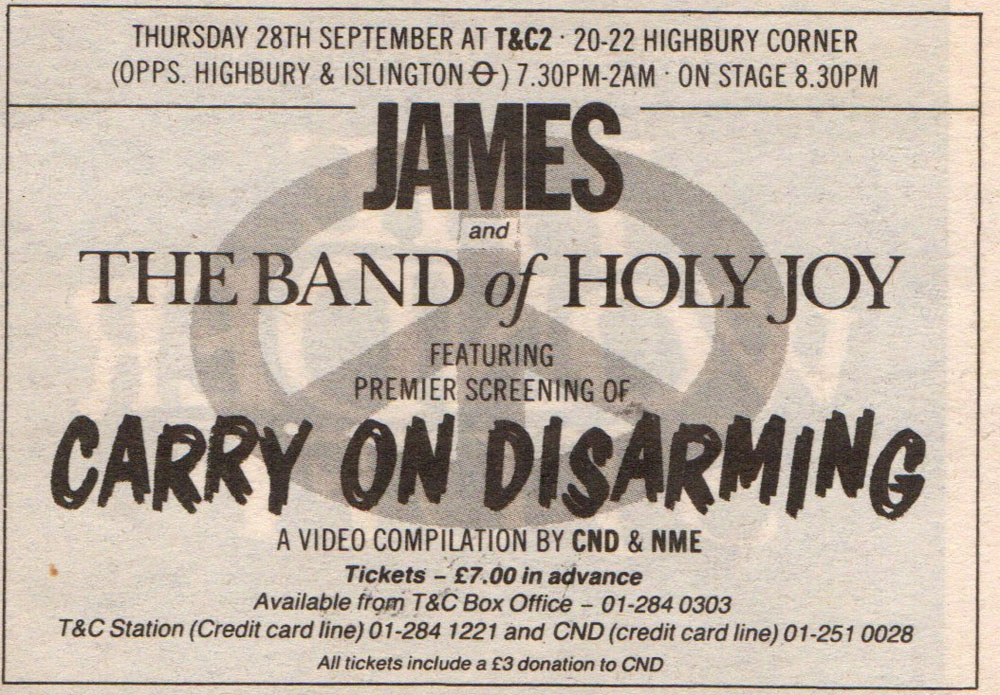 THURSDAY 28TH SEPTEMBER AT T&C2 · 20-22 HIGHBURY CORNER
(OPPS. HIGHBURY & ISLINGTON ) 7.30PM-2AM · ON STAGE 8.30PM
JAMES
and
THE BAND of HOLY JOY
FEATURING
PREMIER SCREENING OF
CARRY ON DISARMING
A VIDEO COMPILATION BY CND & NME
Tickets – £7.00 in advance
Available from T&C Box Office – 01-284 0303
T&C Station (Credit card line) 01-284 1221 and CND (credit card line) 01-251 0028
All tickets include a £3 donation to CND